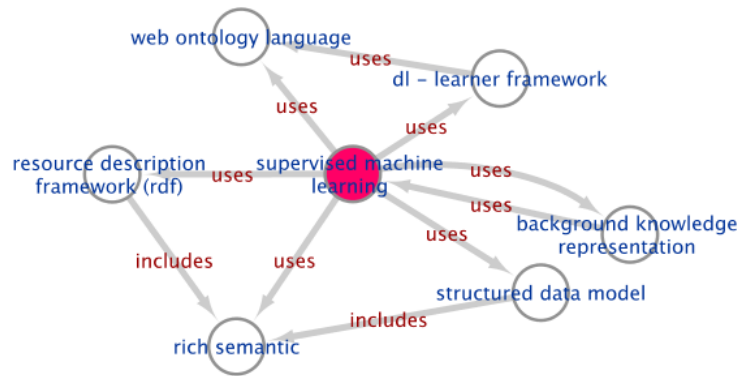 web ontology language
uses
dl - learner framework
uses
uses
resource description
framework (rdf)
uses
supervised machine
learning
uses
uses
background knowledge
representation
uses
includes
uses
structured data model
includes
rich semantic